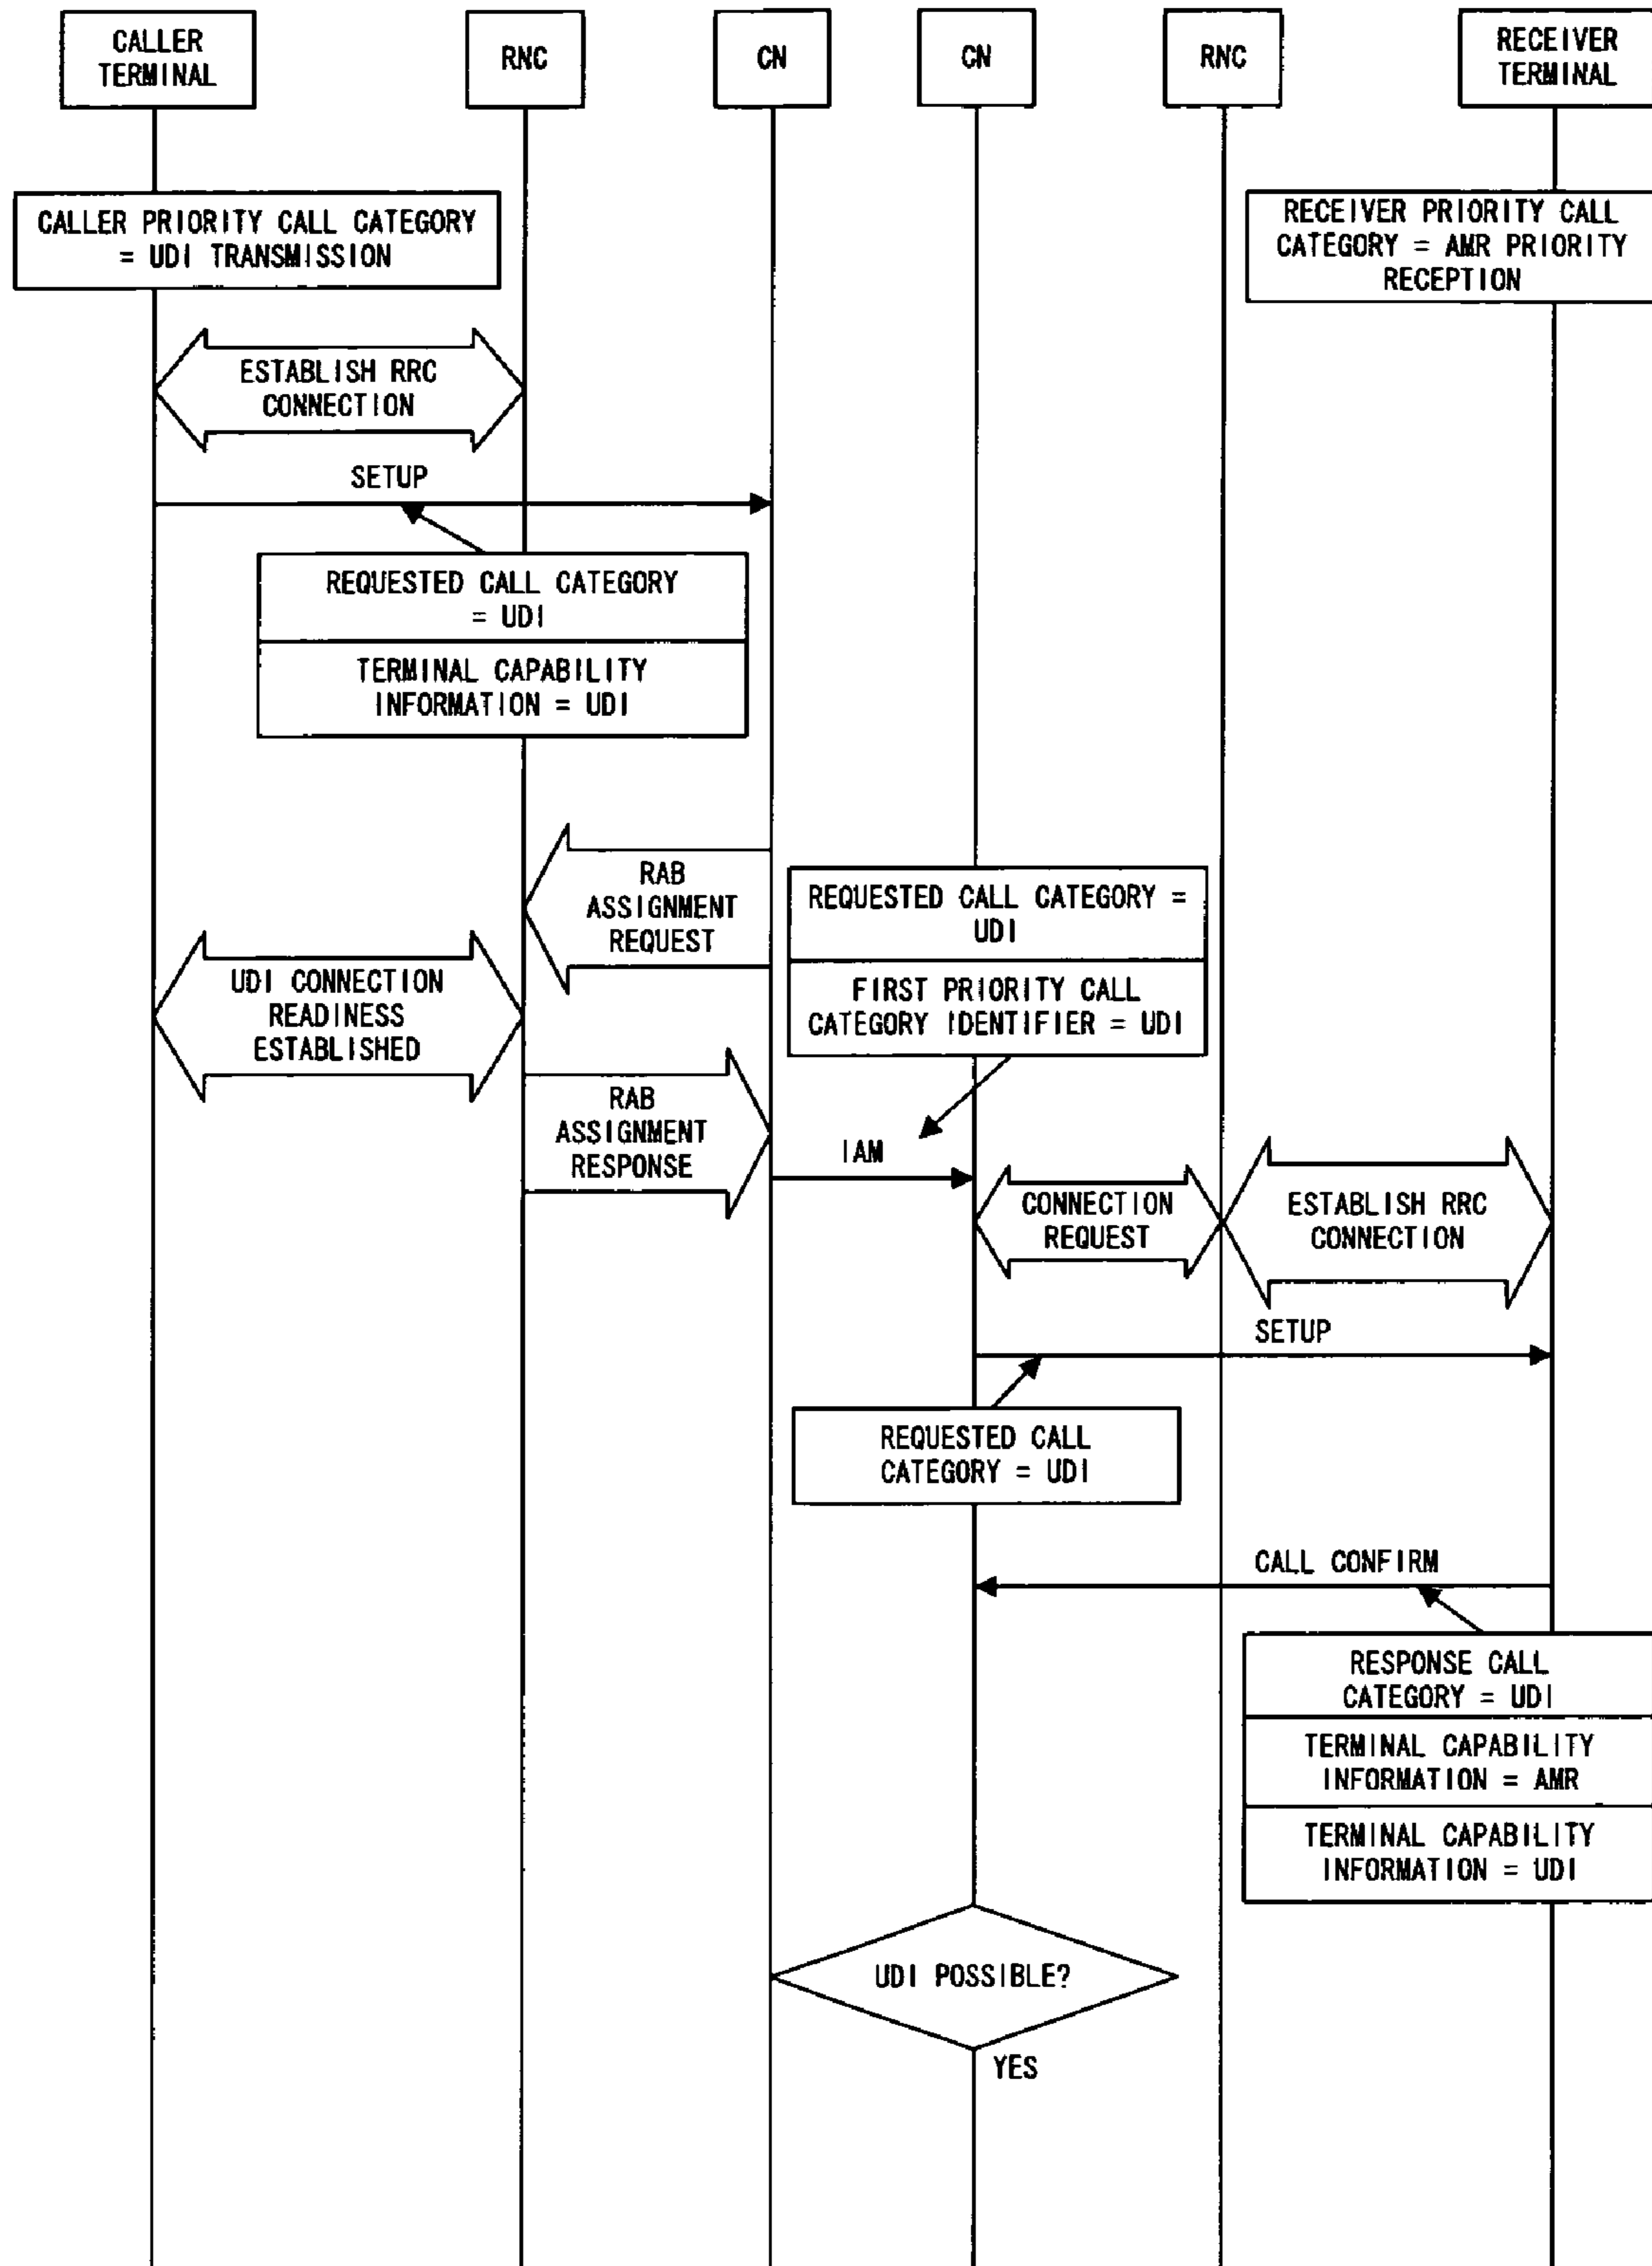 CALLER
TERMINAL
RNC
CN
CN
RNC
RECEIVER
TERMINAL
CALLER PRIORITY CALL CATEGORY
= UDI TRANSMISSION
RECEIVER PRIORITY CALL
CATEGORY = AMR PRIORITY
RECEPTION
ESTABLISH RRC
CONNECTION
SETUP
REQUESTED CALL CATEGORY
= UDI
TERMINAL CAPABILITY
INFORMATION = UDI
RAB
ASSIGNMENT
REQUEST
REQUESTED CALL CATEGORY =
UDI
FIRST PRIORITY CALL
CATEGORY IDENTIFIER = UDI
UDI CONNECTION
READINESS
ESTABLISHED
RAB
ASSIGNMENT
RESPONSE
IAM
CONNECTION
REQUEST
ESTABLISH RRC
CONNECTION
SETUP
REQUESTED CALL
CATEGORY = UDI
CALL CONFIRM
RESPONSE CALL
CATEGORY = UDI
TERMINAL CAPABILITY
INFORMATION = AMR
TERMINAL CAPABILITY
INFORMATION = UDI
UDI POSSIBLE?
YES